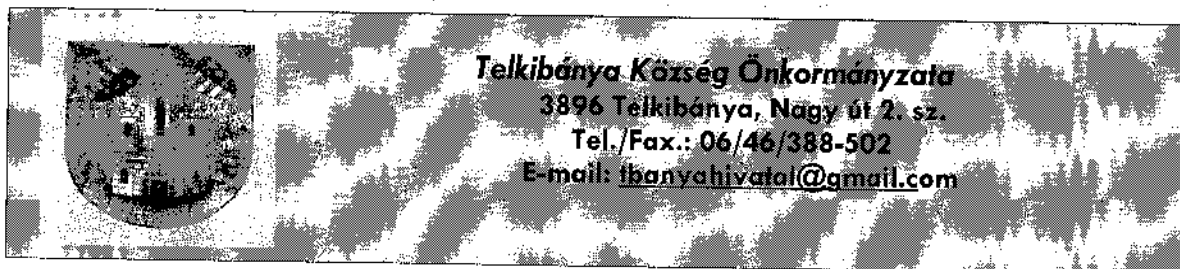 Telkibánya Község Önkormányzata
3896 Telkibánya, Nagy út 2. sz.
Tel./Fax.: 06/46/388-502
E-mail: tbanyahivatal@gmail.com